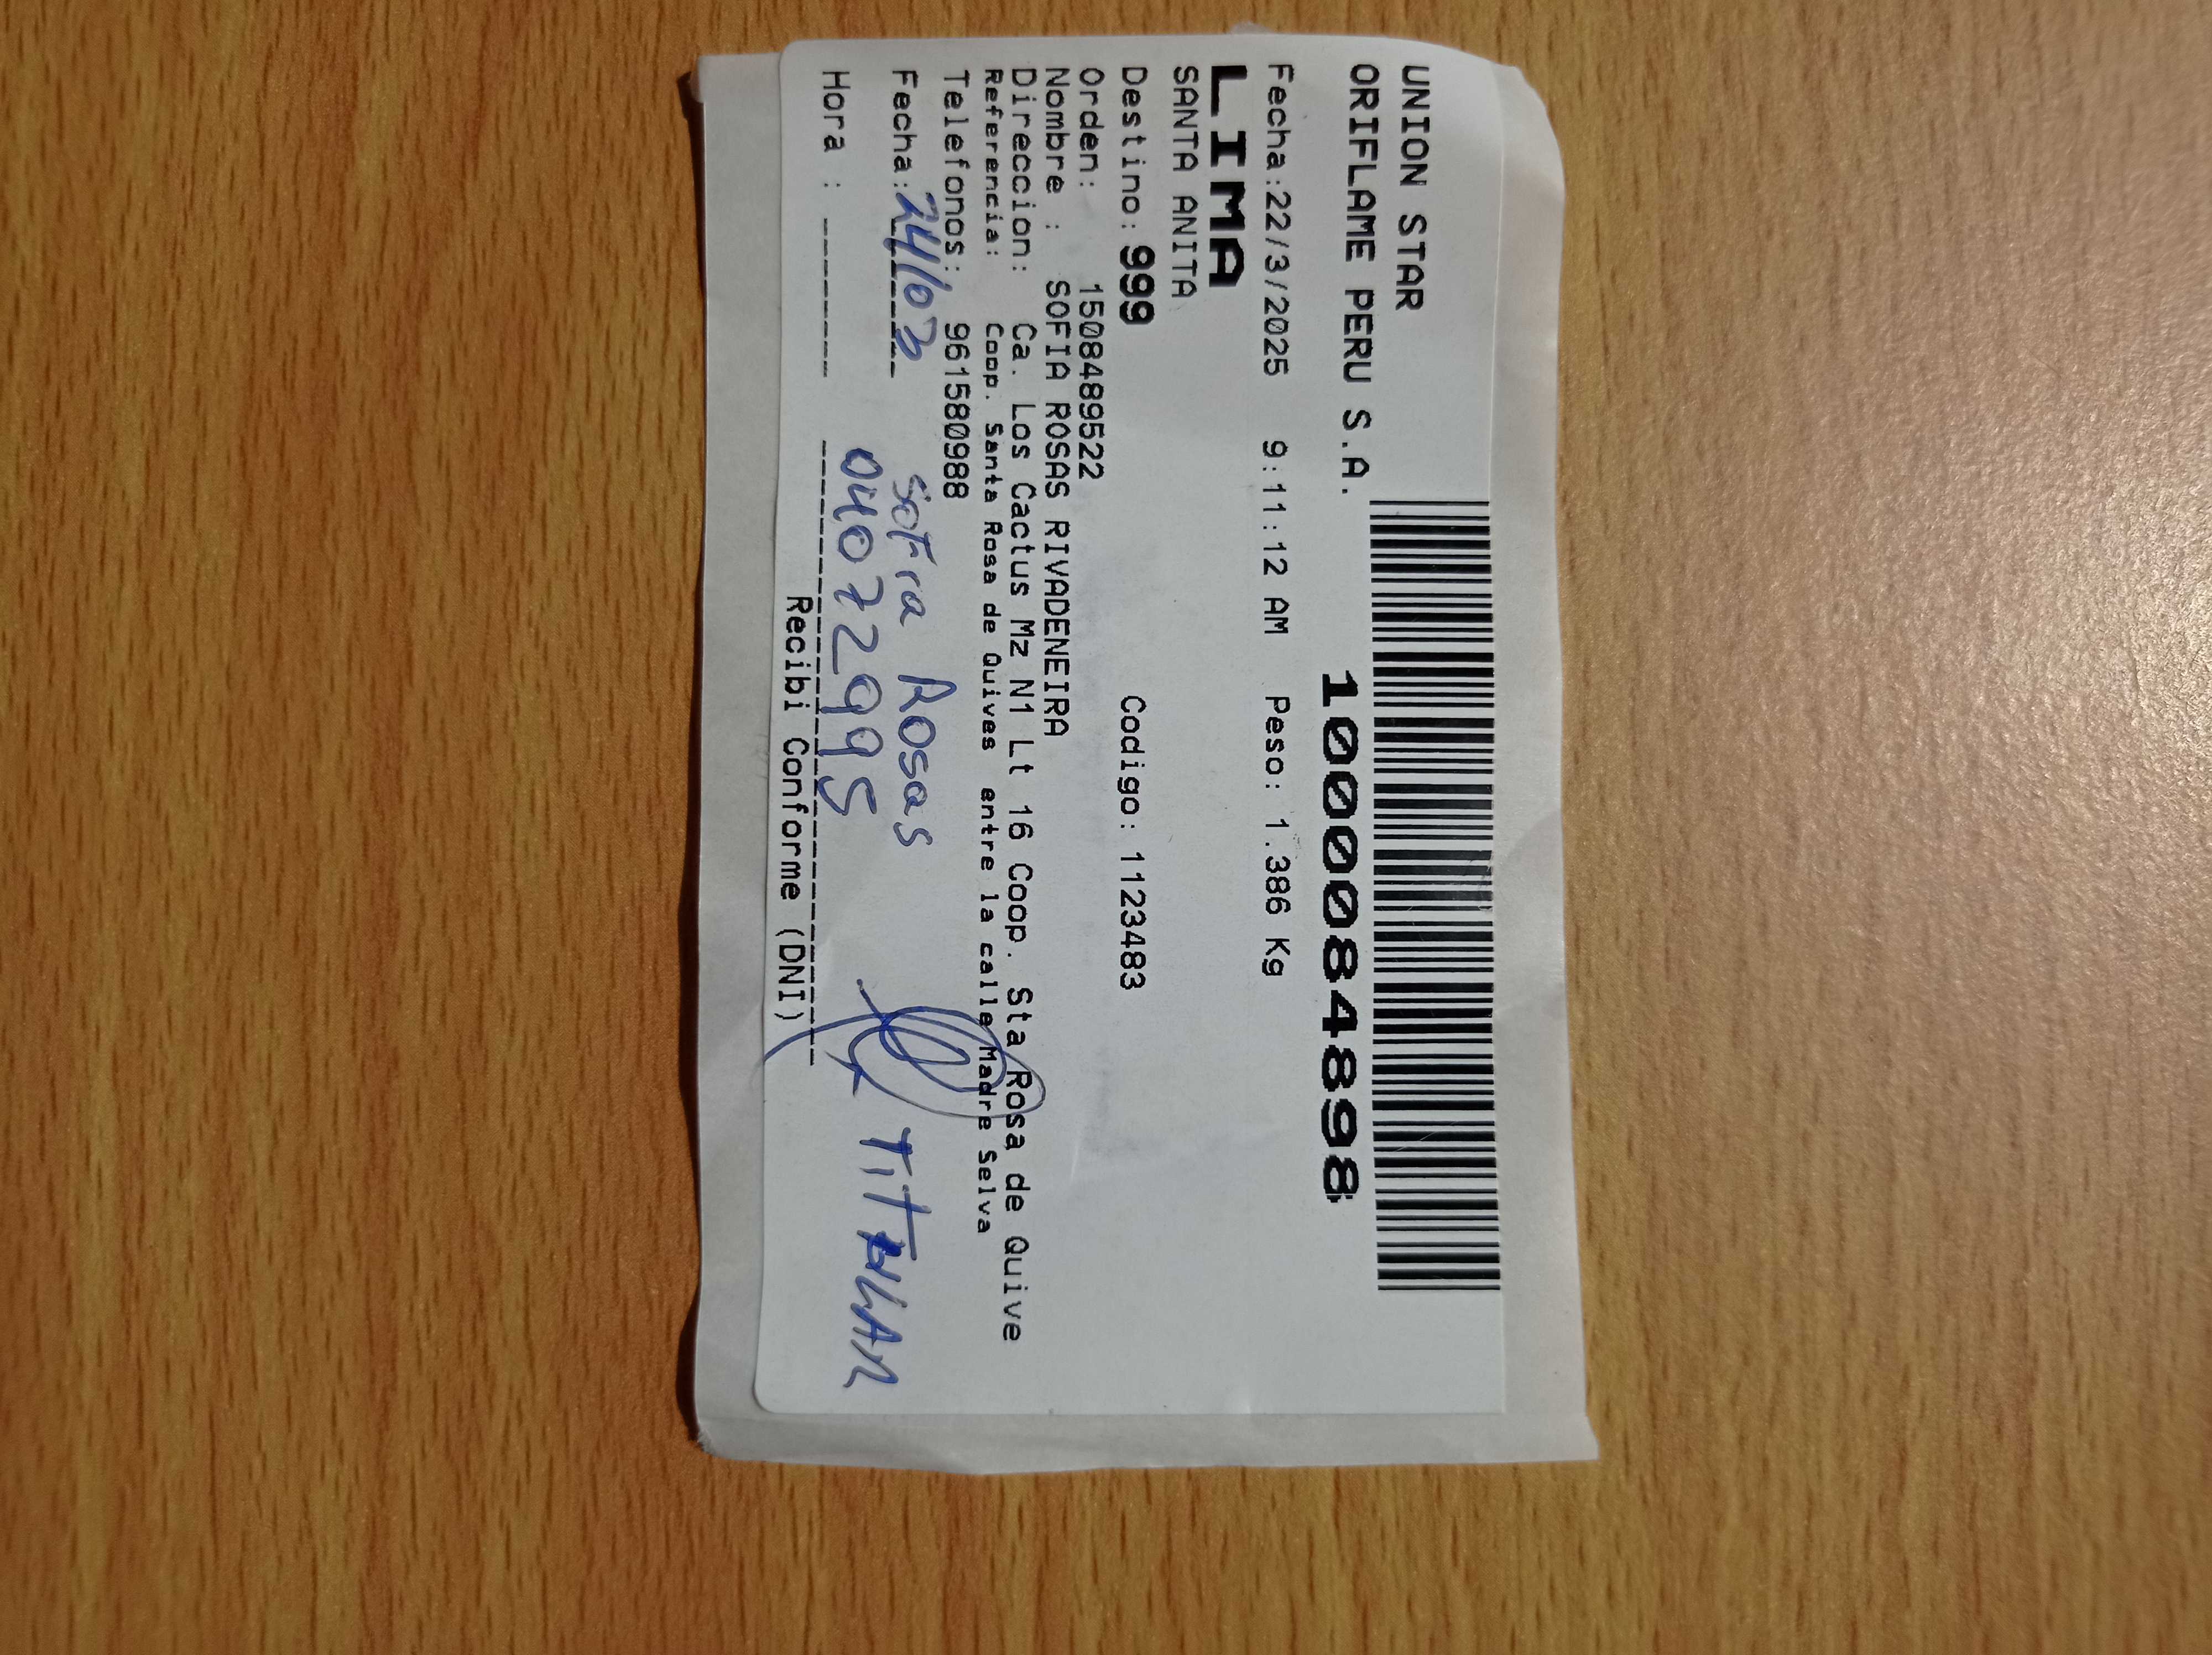 UNION STAR
ORIFLAME PERU S.A.
10000848898
Fecha:22/3/2025 9:11:12 AM Peso: 1.386 Kg
LIMA
SANTA ANITA
Destino: 999 Codigo: 1123483
Orden: 1508489522
Nombre : SOFIA ROSAS RIVADENEIRA
Direccion: Ca. Los Cactus Mz N1 Lt 16 Coop. Sta Rosa de Quive
Referencia: Coop. Santa Rosa de Quives entre la calle Madre Selva
Telefonos: 961580988
Fecha: 24/03 Sofia Rosas
Hora : 04072995 TITULAR
Recibi Conforme (DNI)